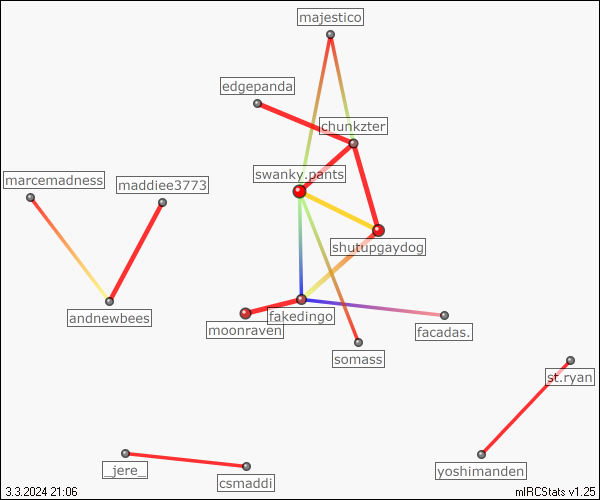 majestico
edgepanda
chunkzter
swanky.pants
marcemadness
maddiee3773
shutupgaydog
andnewbees
fakedingo
moonraven
facadas.
somass
st.ryan
_jere_
csmaddi
yoshimanden
3.3.2024 21:06
mIRCStats v1.25